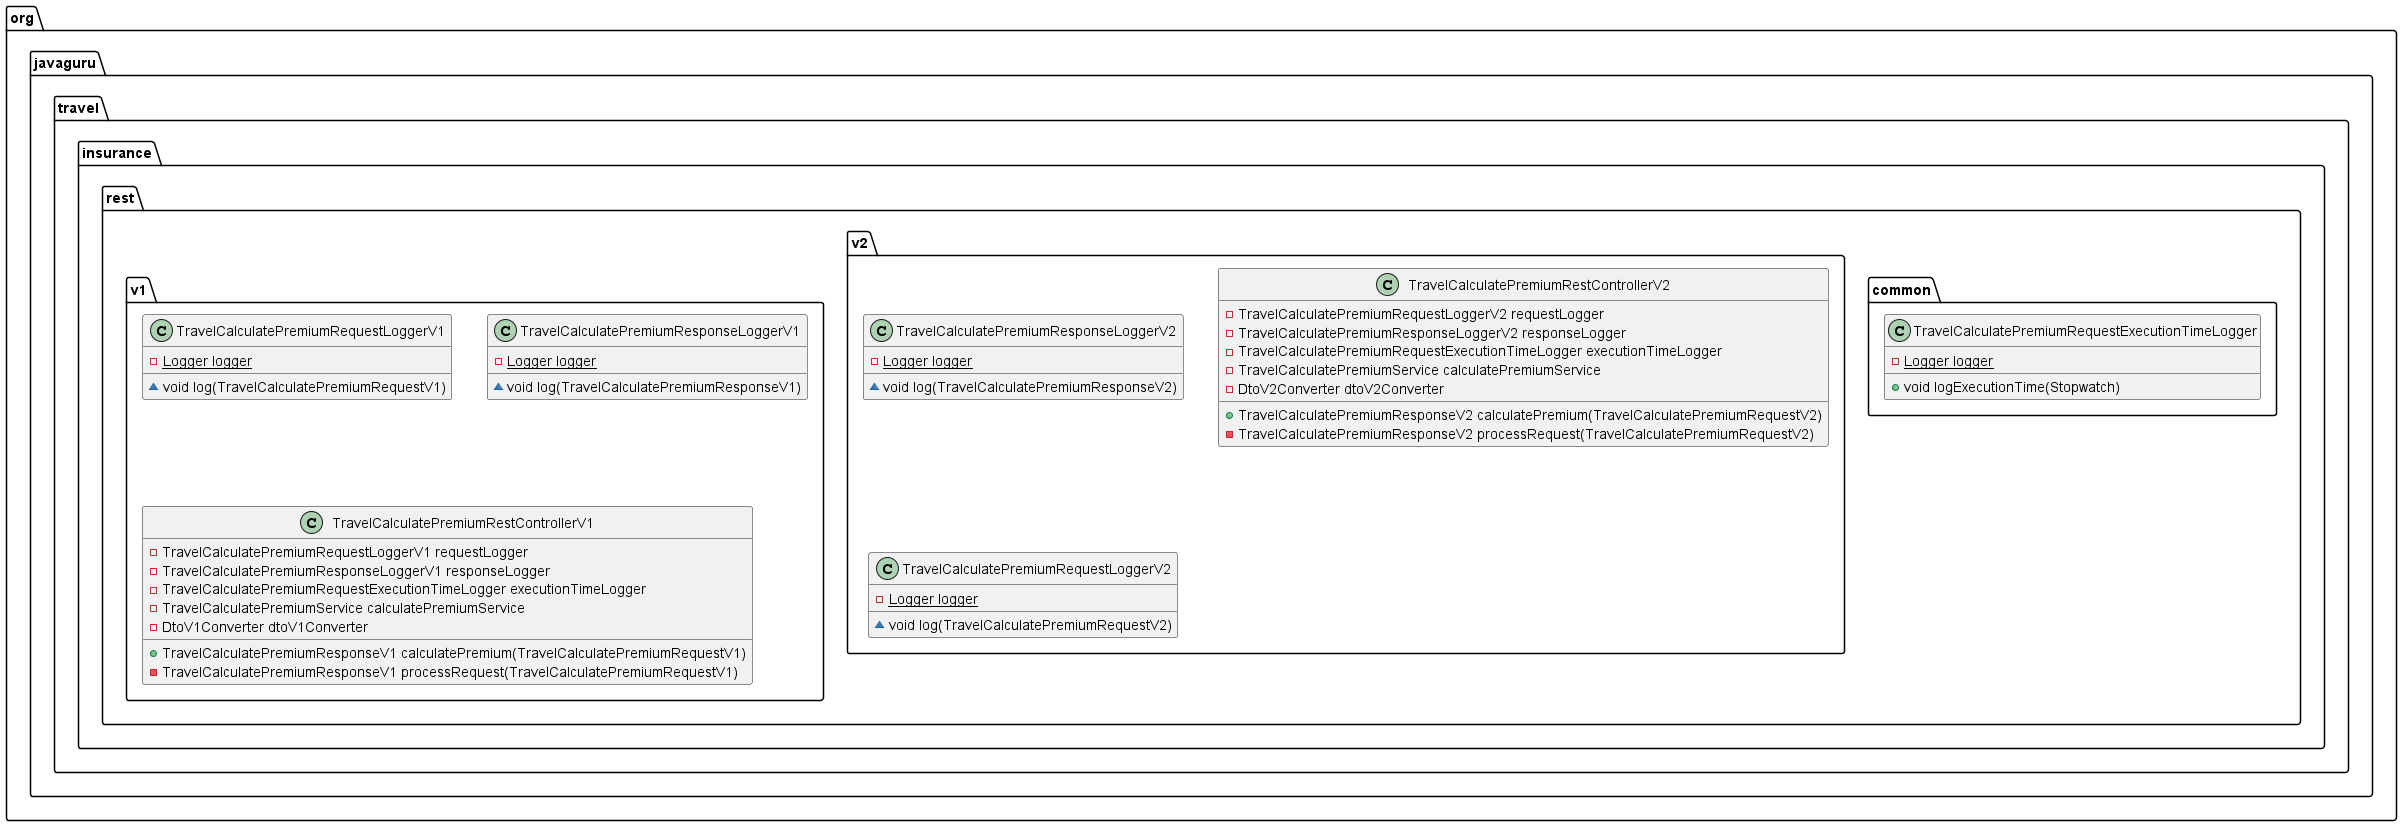 org
javaguru
travel
insurance
rest
v1
C TravelCalculatePremiumRequestLoggerV1
Logger logger
void log(TravelCalculatePremiumRequestV1)
C TravelCalculatePremiumResponseLoggerV1
Logger logger
void log(TravelCalculatePremiumResponseV1)
C TravelCalculatePremiumRestControllerV1
TravelCalculatePremiumRequestLoggerV1 requestLogger
TravelCalculatePremiumResponseLoggerV1 responseLogger
TravelCalculatePremiumRequestExecutionTimeLogger executionTimeLogger
TravelCalculatePremiumService calculatePremiumService
DtoV1Converter dtoV1Converter
TravelCalculatePremiumResponseV1 calculatePremium(TravelCalculatePremiumRequestV1)
TravelCalculatePremiumResponseV1 processRequest(TravelCalculatePremiumRequestV1)
v2
C TravelCalculatePremiumResponseLoggerV2
Logger logger
void log(TravelCalculatePremiumResponseV2)
C TravelCalculatePremiumRestControllerV2
TravelCalculatePremiumRequestLoggerV2 requestLogger
TravelCalculatePremiumResponseLoggerV2 responseLogger
TravelCalculatePremiumRequestExecutionTimeLogger executionTimeLogger
TravelCalculatePremiumService calculatePremiumService
DtoV2Converter dtoV2Converter
TravelCalculatePremiumResponseV2 calculatePremium(TravelCalculatePremiumRequestV2)
TravelCalculatePremiumResponseV2 processRequest(TravelCalculatePremiumRequestV2)
C TravelCalculatePremiumRequestLoggerV2
Logger logger
void log(TravelCalculatePremiumRequestV2)
common
C TravelCalculatePremiumRequestExecutionTimeLogger
Logger logger
void logExecutionTime(Stopwatch)